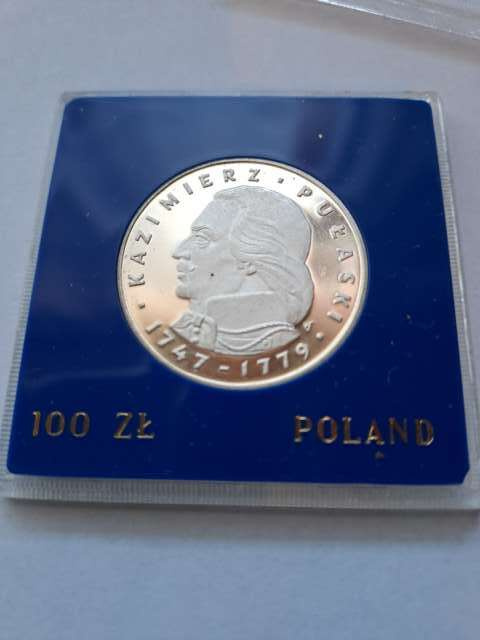 · KAZIMIERZ · PUŁASKI ·
1747-1779
100 ZŁ POLAND